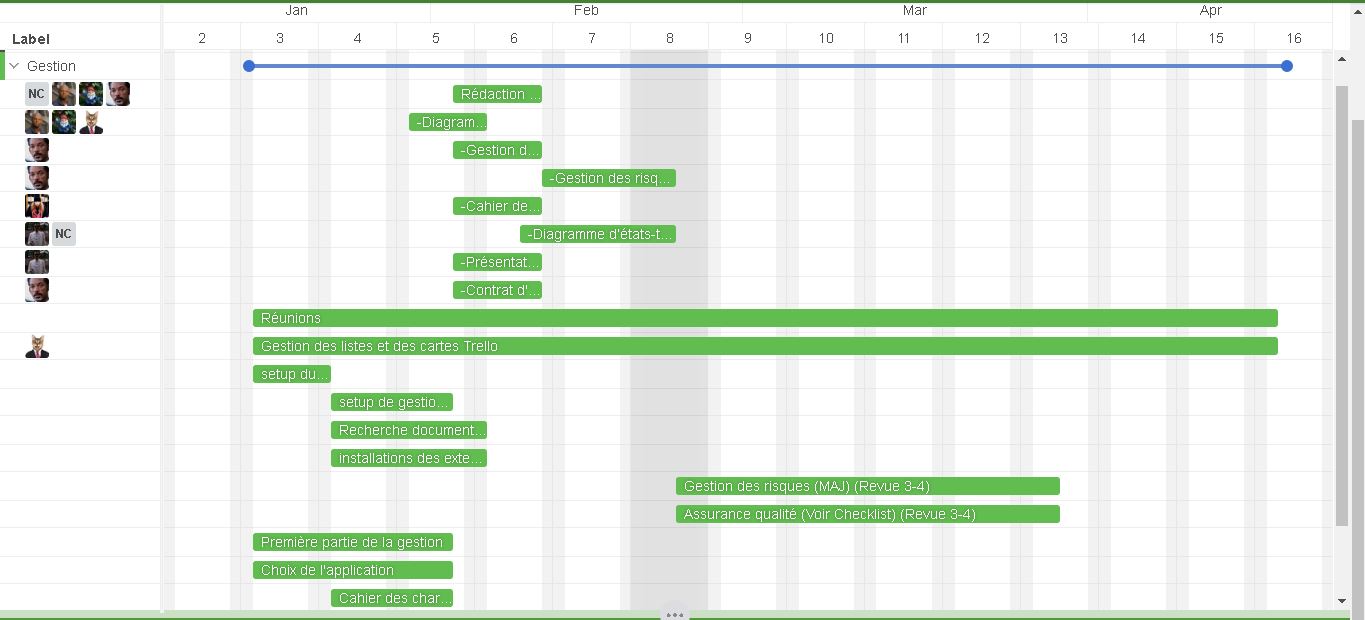 Jan Feb Mar Apr
Label
2 3 4 5 6 7 8 9 10 11 12 13 14 15 16
Gestion
NC Rédaction ...
-Diagram...
-Gestion d...
-Gestion des risq...
-Cahier de...
NC -Diagramme d'états-t...
-Présentat...
-Contrat d'...
Réunions
Gestion des listes et des cartes Trello
setup du...
setup de gestio...
Recherche document...
installations des exte...
Gestion des risques (MAJ) (Revue 3-4)
Assurance qualité (Voir Checklist) (Revue 3-4)
Première partie de la gestion
Choix de l'application
Cahier des char...